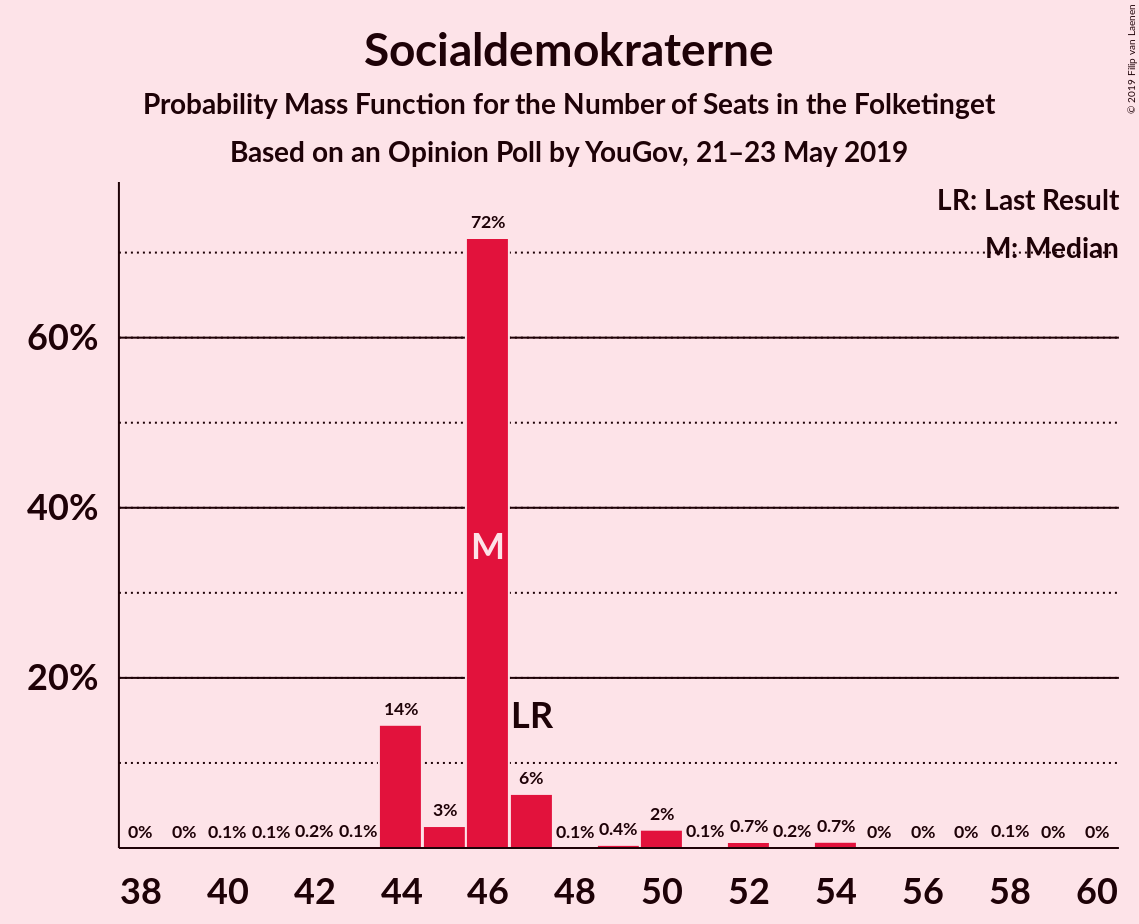 Socialdemokraterne
Probability Mass Function for the Number of Seats in the Folketinget
Based on an Opinion Poll by YouGov, 21–23 May 2019
© 2019 Filip van Laenen
LR: Last Result
M: Median
60%
40%
20%
0% 0% 0.1% 0.1% 0.2% 0.1% 14% 3% 72% 6% 0.1% 0.4% 2% 0.1% 0.7% 0.2% 0.7% 0% 0% 0% 0.1% 0% 0%
M
LR
38 40 42 44 46 48 50 52 54 56 58 60